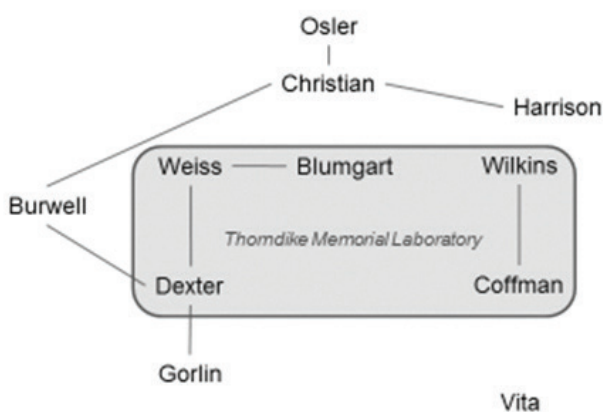 Osler
Christian
Harrison
Weiss Blumgart Wilkins
Burwell
Thorndike Memorial Laboratory
Dexter Coffman
Gorlin
Vita